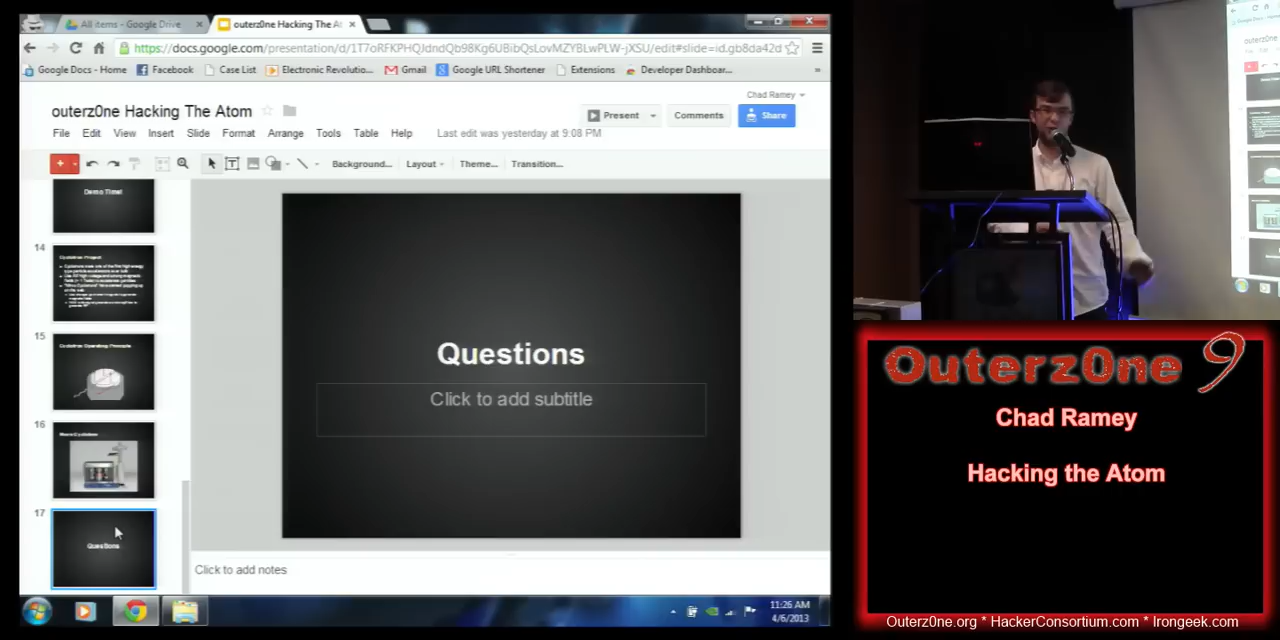 All items - Google Drive
outerz0ne Hacking The At
https://docs.google.com/presentation/d/1T7oRFKPHQJdndQb98Kg6UBibQsLovMZYBLwPLW-jXSU/edit#slide=id.gb8da42d
Google Docs - Home
Facebook
Case List
Electronic Revolutio...
Gmail
Google URL Shortener
Extensions
Developer Dashboar...
»
Chad Ramey
outerz0ne Hacking The Atom
Present
Comments
Share
File Edit View Insert Slide Format Arrange Tools Table Help
Last edit was yesterday at 9:08 PM
Background...
Layout
Theme...
Transition...
Demo Time!
14
Cyclotron Project
15
Cyclotron Operating Principle
16
17
Questions
Questions
Click to add subtitle
Click to add notes
11:26 AM
4/6/2013
Outerz0ne 9
Chad Ramey
Hacking the Atom
Outerz0ne.org * HackerConsortium.com * Irongeek.com